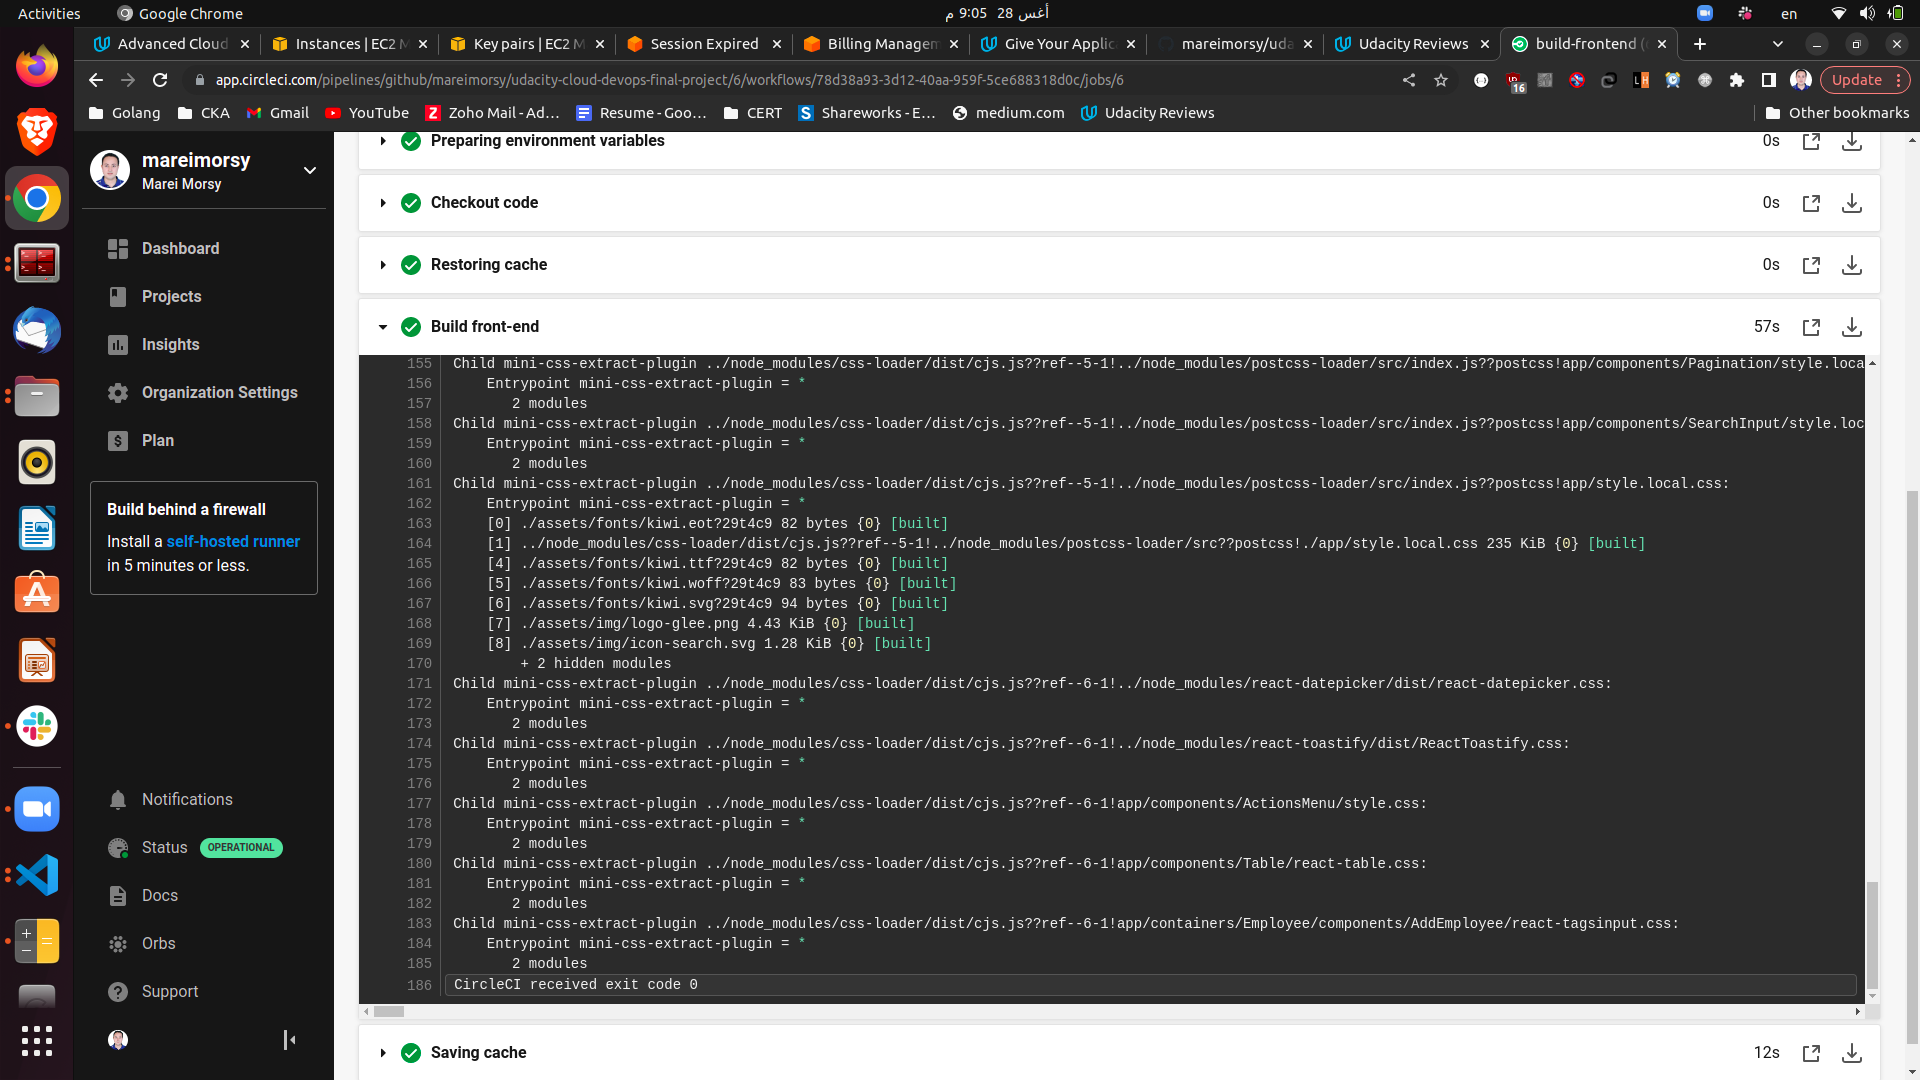 Activities
Google Chrome
أغس 28 9:05 م
en
Advanced Cloud
Instances | EC2 M
Key pairs | EC2 M
Session Expired
Billing Managem
Give Your Applic
mareimorsy/uda
Udacity Reviews
build-frontend (
app.circleci.com/pipelines/github/mareimorsy/udacity-cloud-devops-final-project/6/workflows/78d38a93-3d12-40aa-959f-5ce688318d0c/jobs/6
16
Update
Golang
CKA
Gmail
YouTube
Zoho Mail - Ad...
Resume - Goo...
CERT
Shareworks - E...
medium.com
Udacity Reviews
Other bookmarks
mareimorsy
Marei Morsy
Dashboard
Projects
Insights
Organization Settings
Plan
Build behind a firewall
Install a self-hosted runner
in 5 minutes or less.
Notifications
Status OPERATIONAL
Docs
Orbs
Support
Preparing environment variables 0s
Checkout code 0s
Restoring cache 0s
Build front-end 57s
155 Child mini-css-extract-plugin ../node_modules/css-loader/dist/cjs.js??ref--5-1!../node_modules/postcss-loader/src/index.js??postcss!app/components/Pagination/style.loca
156 Entrypoint mini-css-extract-plugin = *
157 2 modules
158 Child mini-css-extract-plugin ../node_modules/css-loader/dist/cjs.js??ref--5-1!../node_modules/postcss-loader/src/index.js??postcss!app/components/SearchInput/style.loc
159 Entrypoint mini-css-extract-plugin = *
160 2 modules
161 Child mini-css-extract-plugin ../node_modules/css-loader/dist/cjs.js??ref--5-1!../node_modules/postcss-loader/src/index.js??postcss!app/style.local.css:
162 Entrypoint mini-css-extract-plugin = *
163 [0] ./assets/fonts/kiwi.eot?29t4c9 82 bytes {0} [built]
164 [1] ../node_modules/css-loader/dist/cjs.js??ref--5-1!../node_modules/postcss-loader/src??postcss!./app/style.local.css 235 KiB {0} [built]
165 [4] ./assets/fonts/kiwi.ttf?29t4c9 82 bytes {0} [built]
166 [5] ./assets/fonts/kiwi.woff?29t4c9 83 bytes {0} [built]
167 [6] ./assets/fonts/kiwi.svg?29t4c9 94 bytes {0} [built]
168 [7] ./assets/img/logo-glee.png 4.43 KiB {0} [built]
169 [8] ./assets/img/icon-search.svg 1.28 KiB {0} [built]
170 + 2 hidden modules
171 Child mini-css-extract-plugin ../node_modules/css-loader/dist/cjs.js??ref--6-1!../node_modules/react-datepicker/dist/react-datepicker.css:
172 Entrypoint mini-css-extract-plugin = *
173 2 modules
174 Child mini-css-extract-plugin ../node_modules/css-loader/dist/cjs.js??ref--6-1!../node_modules/react-toastify/dist/ReactToastify.css:
175 Entrypoint mini-css-extract-plugin = *
176 2 modules
177 Child mini-css-extract-plugin ../node_modules/css-loader/dist/cjs.js??ref--6-1!app/components/ActionsMenu/style.css:
178 Entrypoint mini-css-extract-plugin = *
179 2 modules
180 Child mini-css-extract-plugin ../node_modules/css-loader/dist/cjs.js??ref--6-1!app/components/Table/react-table.css:
181 Entrypoint mini-css-extract-plugin = *
182 2 modules
183 Child mini-css-extract-plugin ../node_modules/css-loader/dist/cjs.js??ref--6-1!app/containers/Employee/components/AddEmployee/react-tagsinput.css:
184 Entrypoint mini-css-extract-plugin = *
185 2 modules
186 CircleCI received exit code 0
Saving cache 12s